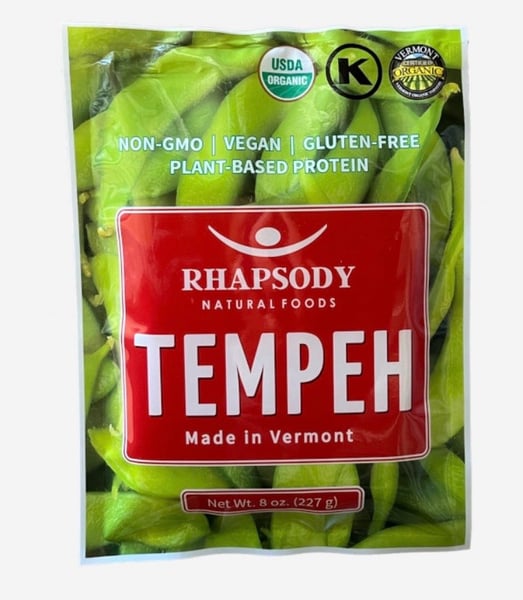 USDA
ORGANIC
K
VERMONT
CERTIFIED
ORGANIC
NON-GMO | VEGAN | GLUTEN-FREE
PLANT-BASED PROTEIN
RHAPSODY
NATURAL FOODS
TEMPEH
Made in Vermont
Net Wt. 8 oz. (227 g)